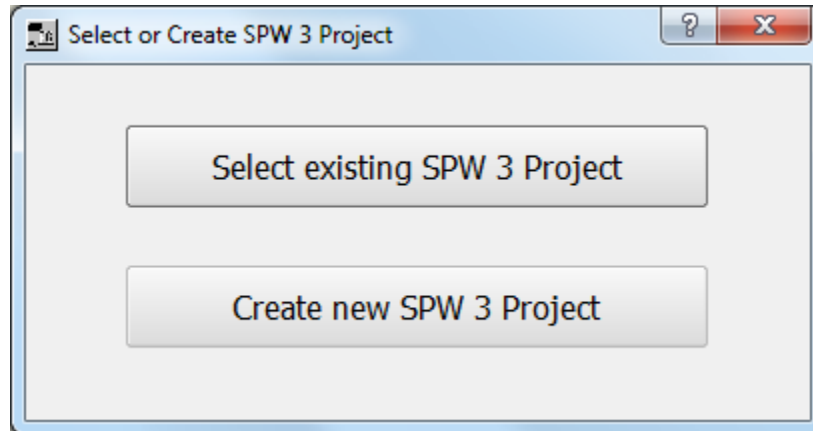 Select or Create SPW 3 Project
Select existing SPW 3 Project
Create new SPW 3 Project